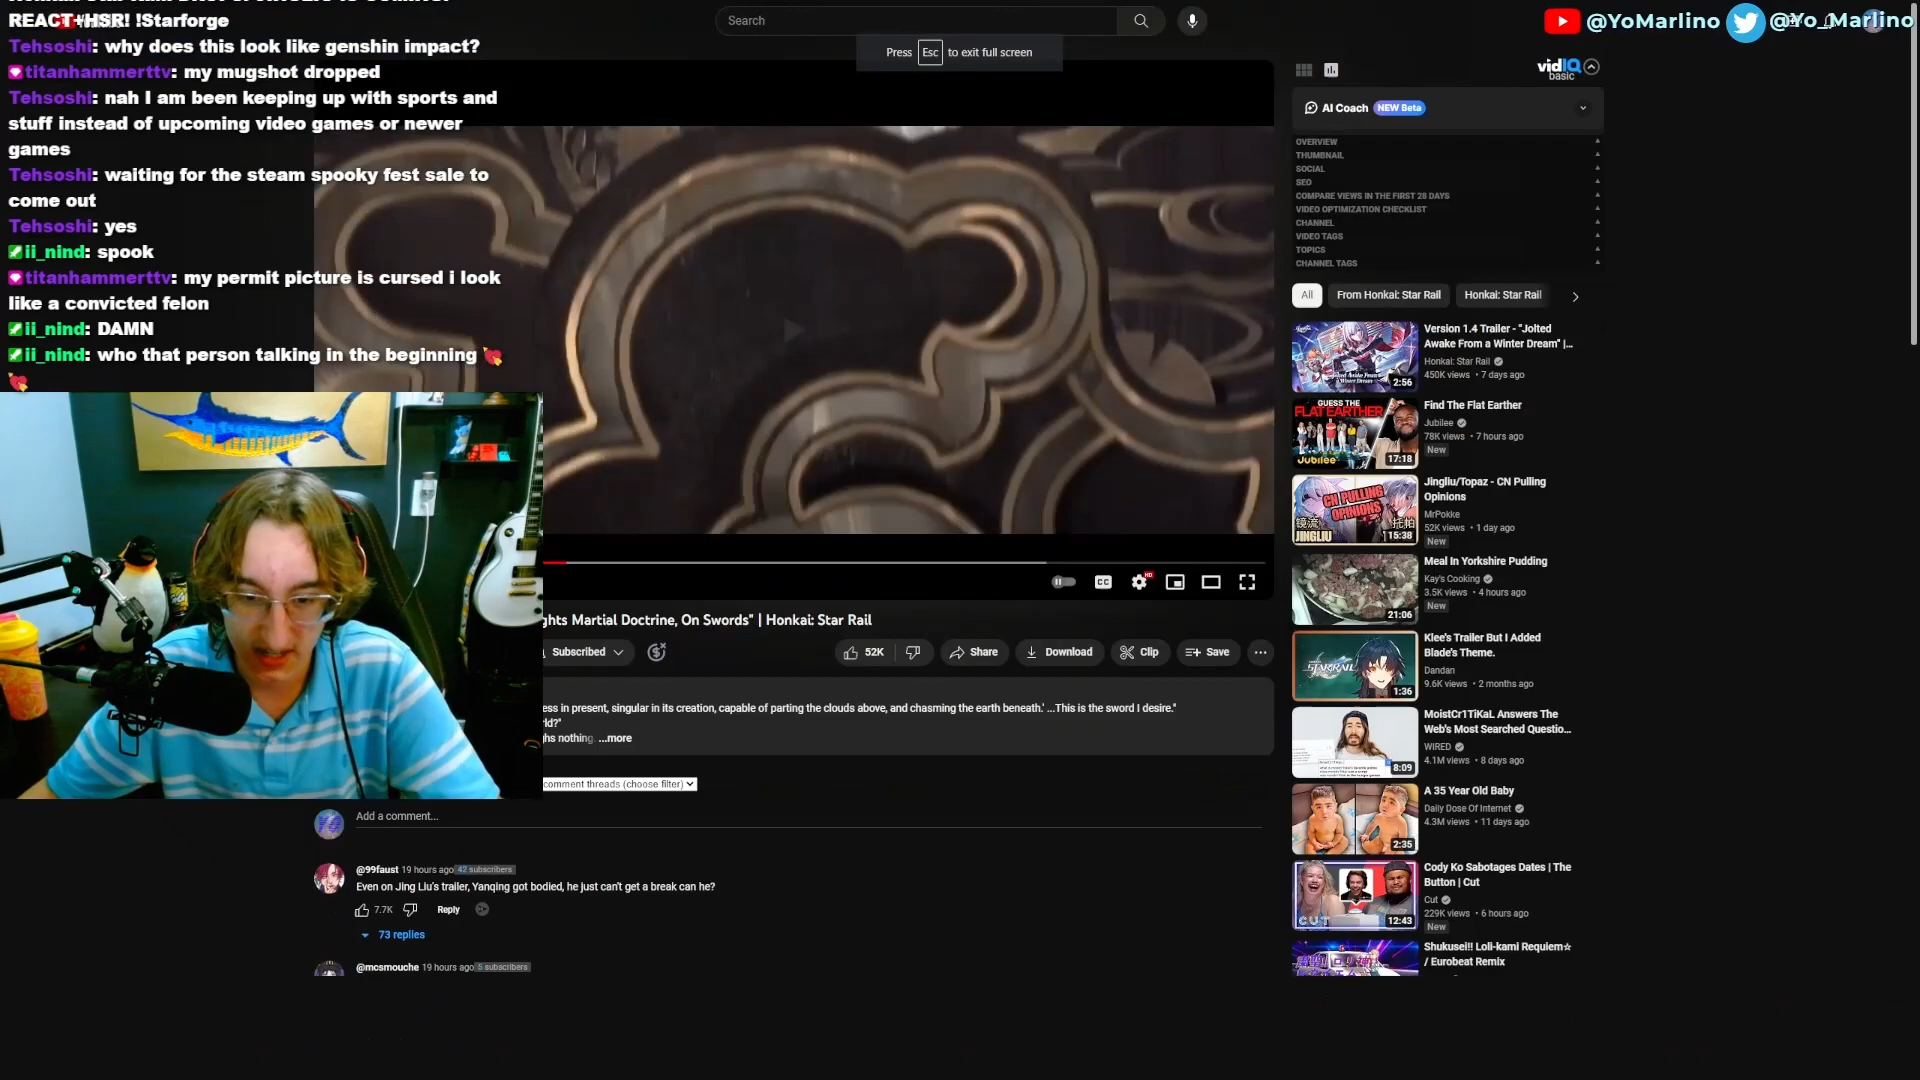 REACT+HSR! !Starforge
Tehsoshi: why does this look like genshin impact?
titanhammerttv: my mugshot dropped
Tehsoshi: nah I am been keeping up with sports and
stuff instead of upcoming video games or newer
games
Tehsoshi: waiting for the steam spooky fest sale to
come out
Tehsoshi: yes
ii_nind: spook
titanhammerttv: my permit picture is cursed i look
like a convicted felon
ii_nind: DAMN
ii_nind: who that person talking in the beginning
Search
Press Esc to exit full screen
@YoMarlino
@Yo_Marlino
vidIQ
basic
AI Coach NEW Beta
OVERVIEW
THUMBNAIL
SOCIAL
SEO
COMPARE VIEWS IN THE FIRST 28 DAYS
VIDEO OPTIMIZATION CHECKLIST
CHANNEL
VIDEO TAGS
TOPICS
CHANNEL TAGS
All
From Honkai: Star Rail
Honkai: Star Rail
2:56
Version 1.4 Trailer - "Jolted
Awake From a Winter Dream" |...
Honkai: Star Rail
450K views • 7 days ago
GUESS THE
FLAT EARTHER
Jubilee
17:18
Find The Flat Earther
Jubilee
78K views • 7 hours ago
New
CN PULLING
OPINIONS
镜流
JINGLIU
托帕
15:38
Jingliu/Topaz - CN Pulling
Opinions
MrPokke
52K views • 1 day ago
New
21:06
Meal In Yorkshire Pudding
Kay's Cooking
3.5K views • 4 hours ago
New
STAR RAIL
1:36
Klee's Trailer But I Added
Blade's Theme.
Dandan
9.6K views • 2 months ago
8:09
MoistCr1TiKaL Answers The
Web's Most Searched Questio...
WIRED
4.1M views • 8 days ago
2:35
A 35 Year Old Baby
Daily Dose Of Internet
4.3M views • 11 days ago
CUT
12:43
Cody Ko Sabotages Dates | The
Button | Cut
Cut
229K views • 6 hours ago
New
Shukusei!! Loli-kami Requiem☆
/ Eurobeat Remix
CC
HD
ghts Martial Doctrine, On Swords" | Honkai: Star Rail
Subscribed
52K
Share
Download
Clip
Save
ess in present, singular in its creation, capable of parting the clouds above, and chasming the earth beneath.' ...This is the sword I desire."
ld?"
ghs nothing. ...more
comment threads (choose filter)
Add a comment...
@99faust 19 hours ago 42 subscribers
Even on Jing Liu's trailer, Yanqing got bodied, he just can't get a break can he?
7.7K
Reply
73 replies
@mcsmouche 19 hours ago 5 subscribers